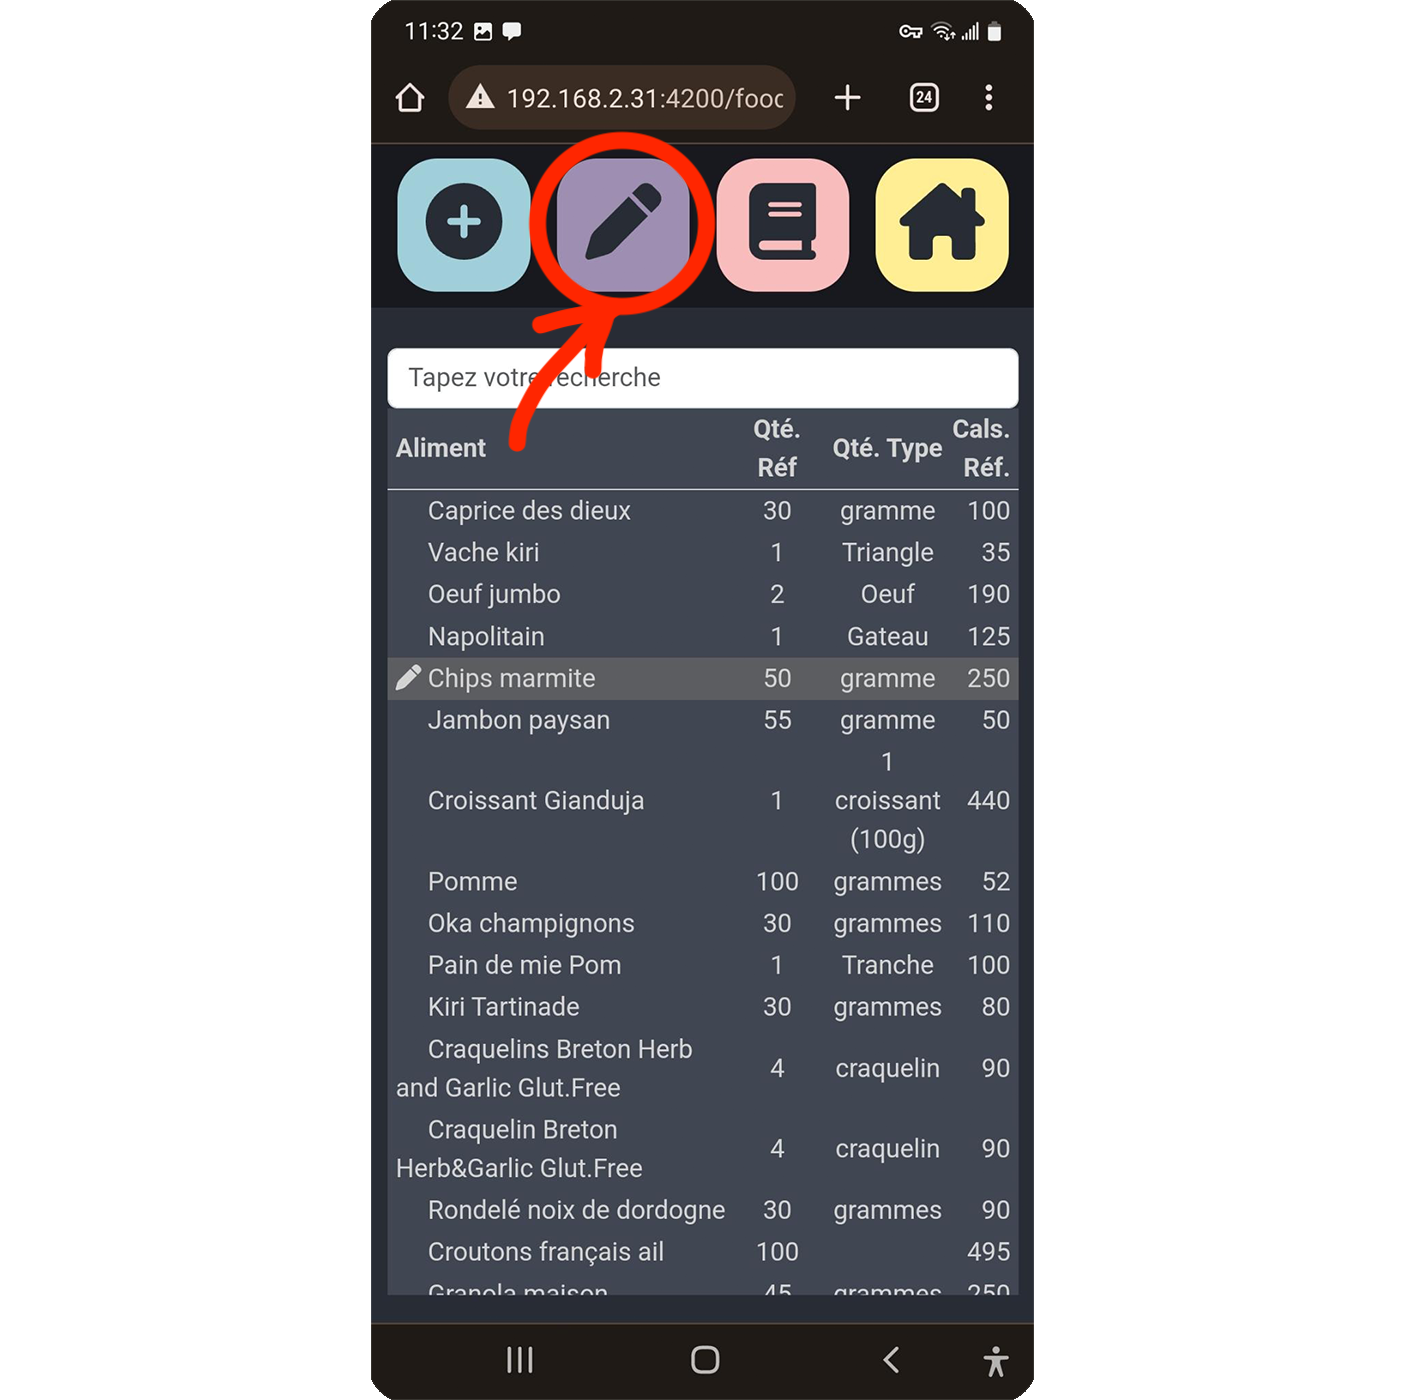 11:32
192.168.2.31:4200/food
24
Tapez votre recherche
Aliment Qté. Réf Qté. Type Cals. Réf.
Caprice des dieux 30 gramme 100
Vache kiri 1 Triangle 35
Oeuf jumbo 2 Oeuf 190
Napolitain 1 Gateau 125
Chips marmite 50 gramme 250
Jambon paysan 55 gramme 50
1
Croissant Gianduja 1 croissant 440
(100g)
Pomme 100 grammes 52
Oka champignons 30 grammes 110
Pain de mie Pom 1 Tranche 100
Kiri Tartinade 30 grammes 80
Craquelins Breton Herb
and Garlic Glut.Free 4 craquelin 90
Craquelin Breton
Herb&Garlic Glut.Free 4 craquelin 90
Rondelé noix de dordogne 30 grammes 90
Croutons français ail 100 495
Granola maison 45 grammes 250